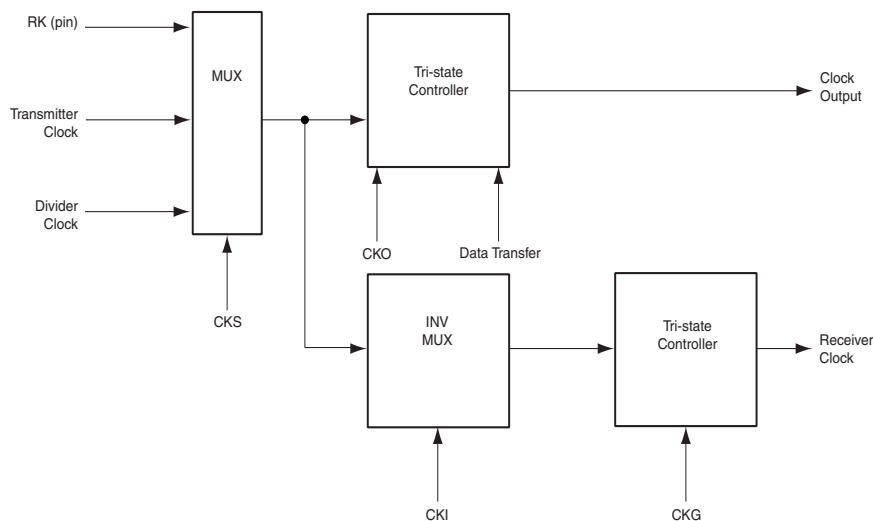 RK (pin)
MUX
Tri-state
Controller
Clock
Output
Transmitter
Clock
Divider
Clock
CKO
Data Transfer
CKS
INV
MUX
Tri-state
Controller
Receiver
Clock
CKI
CKG